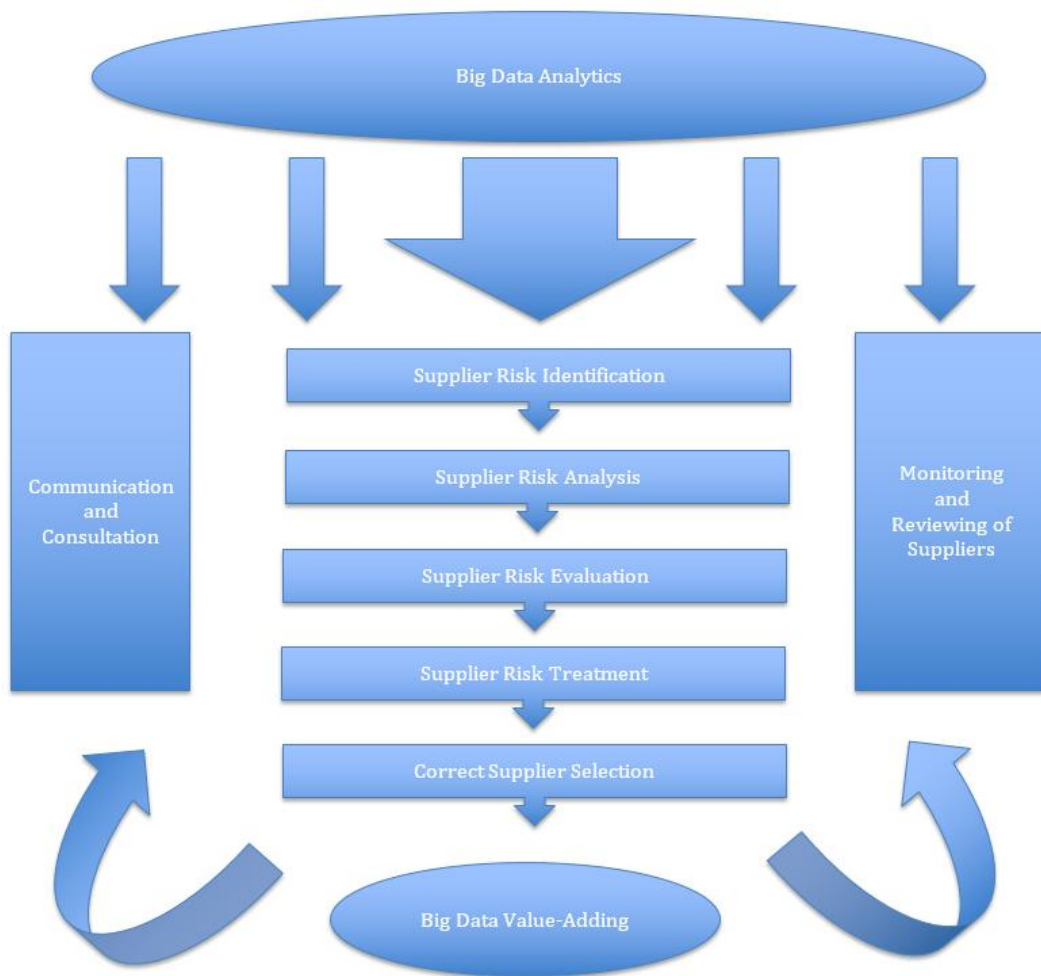 Big Data Analytics
Supplier Risk Identification
Supplier Risk Analysis
Communication
and
Consultation
Monitoring
and
Reviewing of
Suppliers
Supplier Risk Evaluation
Supplier Risk Treatment
Correct Supplier Selection
Big Data Value-Adding